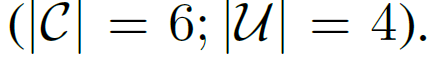 (|𝒞| = 6; |𝒰| = 4).